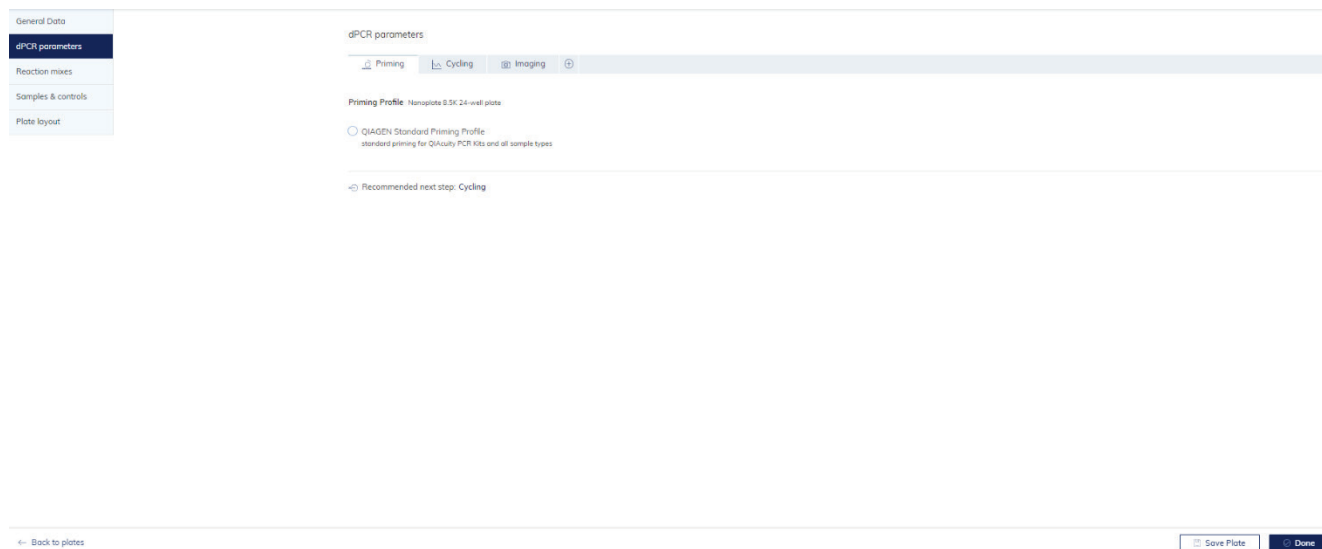 General Data
dPCR parameters
Reaction mixes
Samples & controls
Plate layout
dPCR parameters
Priming Cycling Imaging
Priming Profile Nanoplate 8.5K 24-well plate
QIAGEN Standard Priming Profile
standard priming for QIAcuity PCR Kits and all sample types
Recommended next step: Cycling
← Back to plates Save Plate Done